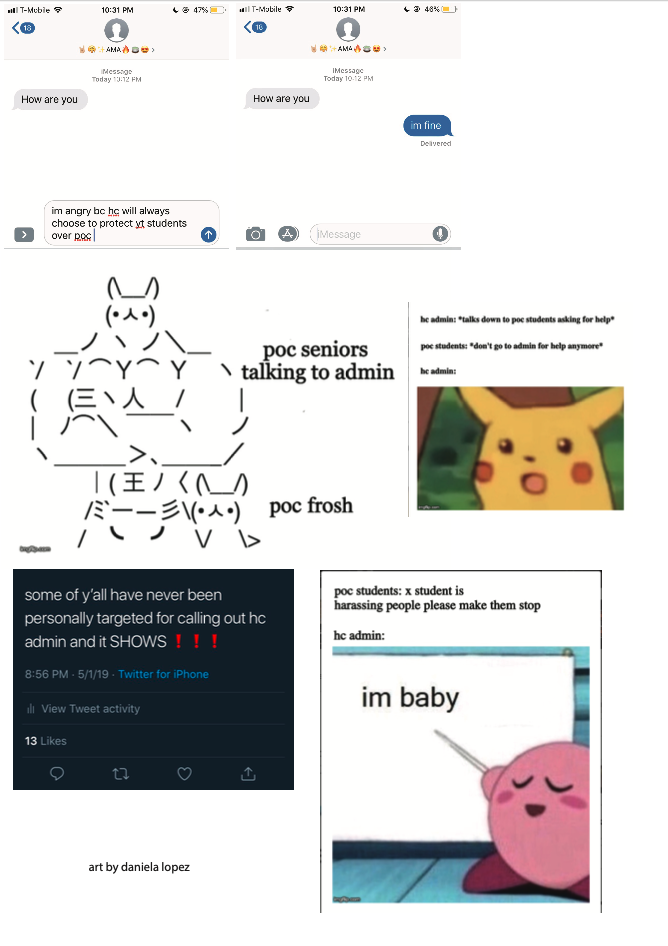 T-Mobile 10:31 PM 47%
18
AMA
iMessage
Today 10:12 PM
How are you
im angry bc hc will always
choose to protect yt students
over poc
T-Mobile 10:31 PM 46%
18
AMA
iMessage
Today 10:12 PM
How are you
im fine
Delivered
iMessage
(\__/)
(•人•)
poc seniors
talking to admin
poc frosh
imgflip.com
hc admin: *talks down to poc students asking for help*
poc students: *don't go to admin for help anymore*
hc admin:
imgflip.com
some of y'all have never been
personally targeted for calling out hc
admin and it SHOWS❗❗❗
8:56 PM · 5/1/19 · Twitter for iPhone
View Tweet activity
13 Likes
poc students: x student is
harassing people please make them stop
hc admin:
im baby
imgflip.com
art by daniela lopez